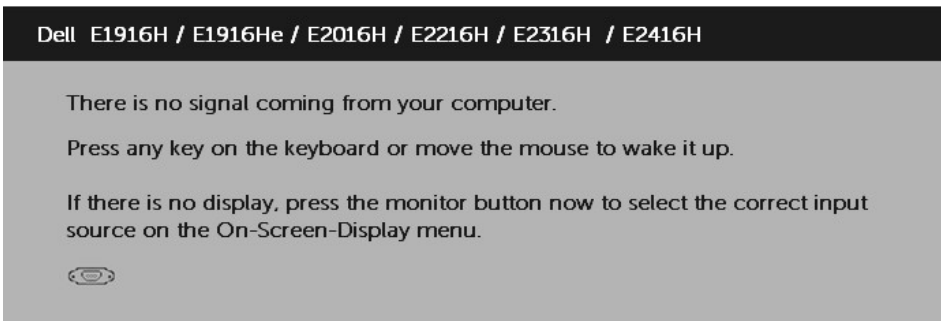 Dell E1916H / E1916He / E2016H / E2216H / E2316H / E2416H
There is no signal coming from your computer.
Press any key on the keyboard or move the mouse to wake it up.
If there is no display, press the monitor button now to select the correct input
source on the On-Screen-Display menu.